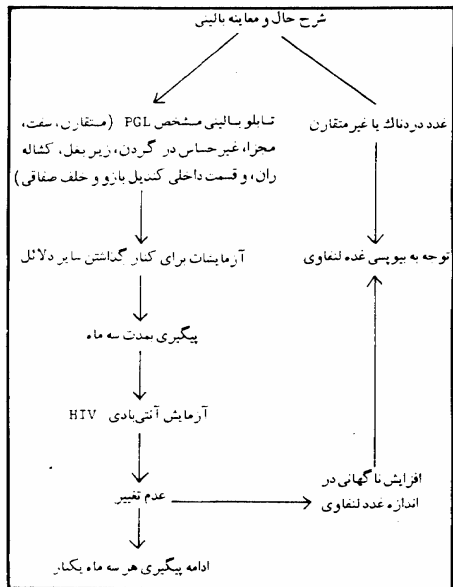 شرح حال و معاینه بالینی
تابلو بالینی مشخص PGL (متقارن، سفت،
مجزا، غیرحساس در گردن، زیر بغل، کشاله
ران، و قسمت داخلی کندیل بازو و خلف صفاقی)
غدد دردناك یا غیرمتقارن
آزمایشات برای کنار گذاشتن سایر دلائل
توجه به بیوپسی غده لنفاوی
پیگیری بمدت سه ماه
آزمایش آنتی‌بادی HIV
عدم تغییر
افزایش ناگهانی در
اندازه غدد لنفاوی
ادامه پیگیری هر سه ماه یکبار